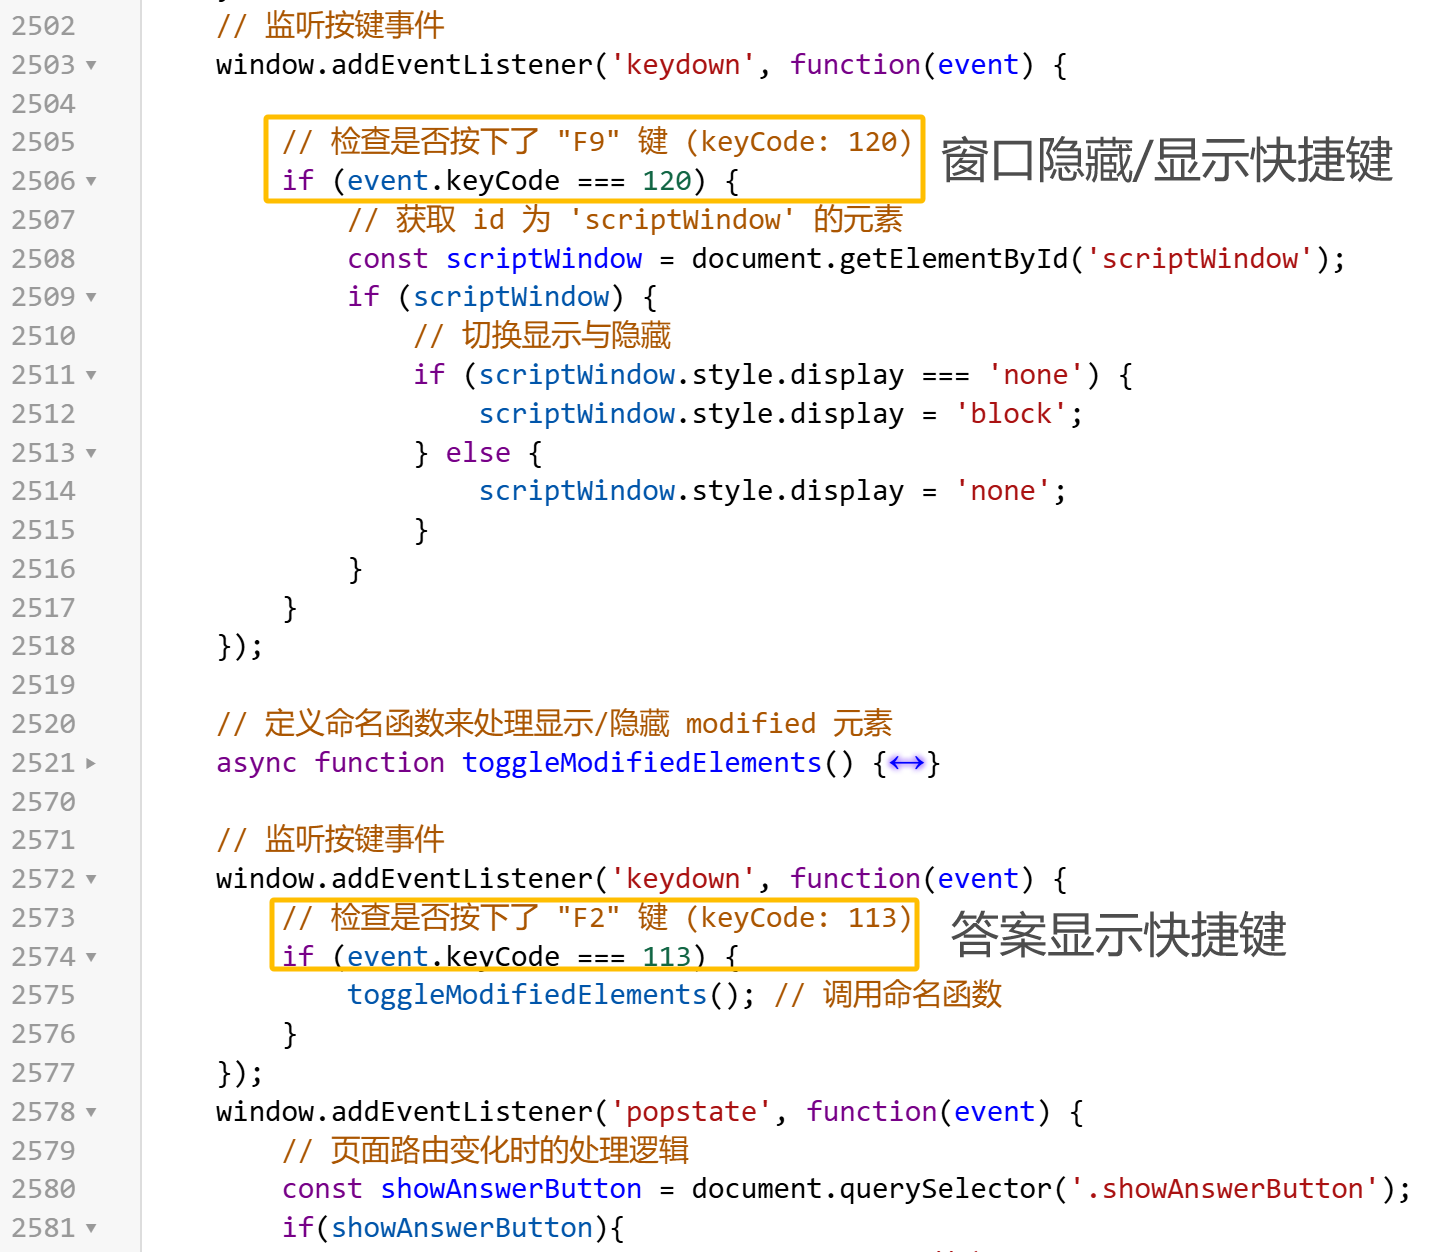 2502 // 监听按键事件
2503 window.addEventListener('keydown', function(event) {
2504
2505 // 检查是否按下了 "F9" 键 (keyCode: 120)
窗口隐藏/显示快捷键
2506 if (event.keyCode === 120) {
2507 // 获取 id 为 'scriptWindow' 的元素
2508 const scriptWindow = document.getElementById('scriptWindow');
2509 if (scriptWindow) {
2510 // 切换显示与隐藏
2511 if (scriptWindow.style.display === 'none') {
2512 scriptWindow.style.display = 'block';
2513 } else {
2514 scriptWindow.style.display = 'none';
2515 }
2516 }
2517 }
2518 });
2519
2520 // 定义命名函数来处理显示/隐藏 modified 元素
2521 async function toggleModifiedElements() {↔}
2570
2571 // 监听按键事件
2572 window.addEventListener('keydown', function(event) {
2573 // 检查是否按下了 "F2" 键 (keyCode: 113)
答案显示快捷键
2574 if (event.keyCode === 113) {
2575 toggleModifiedElements(); // 调用命名函数
2576 }
2577 });
2578 window.addEventListener('popstate', function(event) {
2579 // 页面路由变化时的处理逻辑
2580 const showAnswerButton = document.querySelector('.showAnswerButton');
2581 if(showAnswerButton){